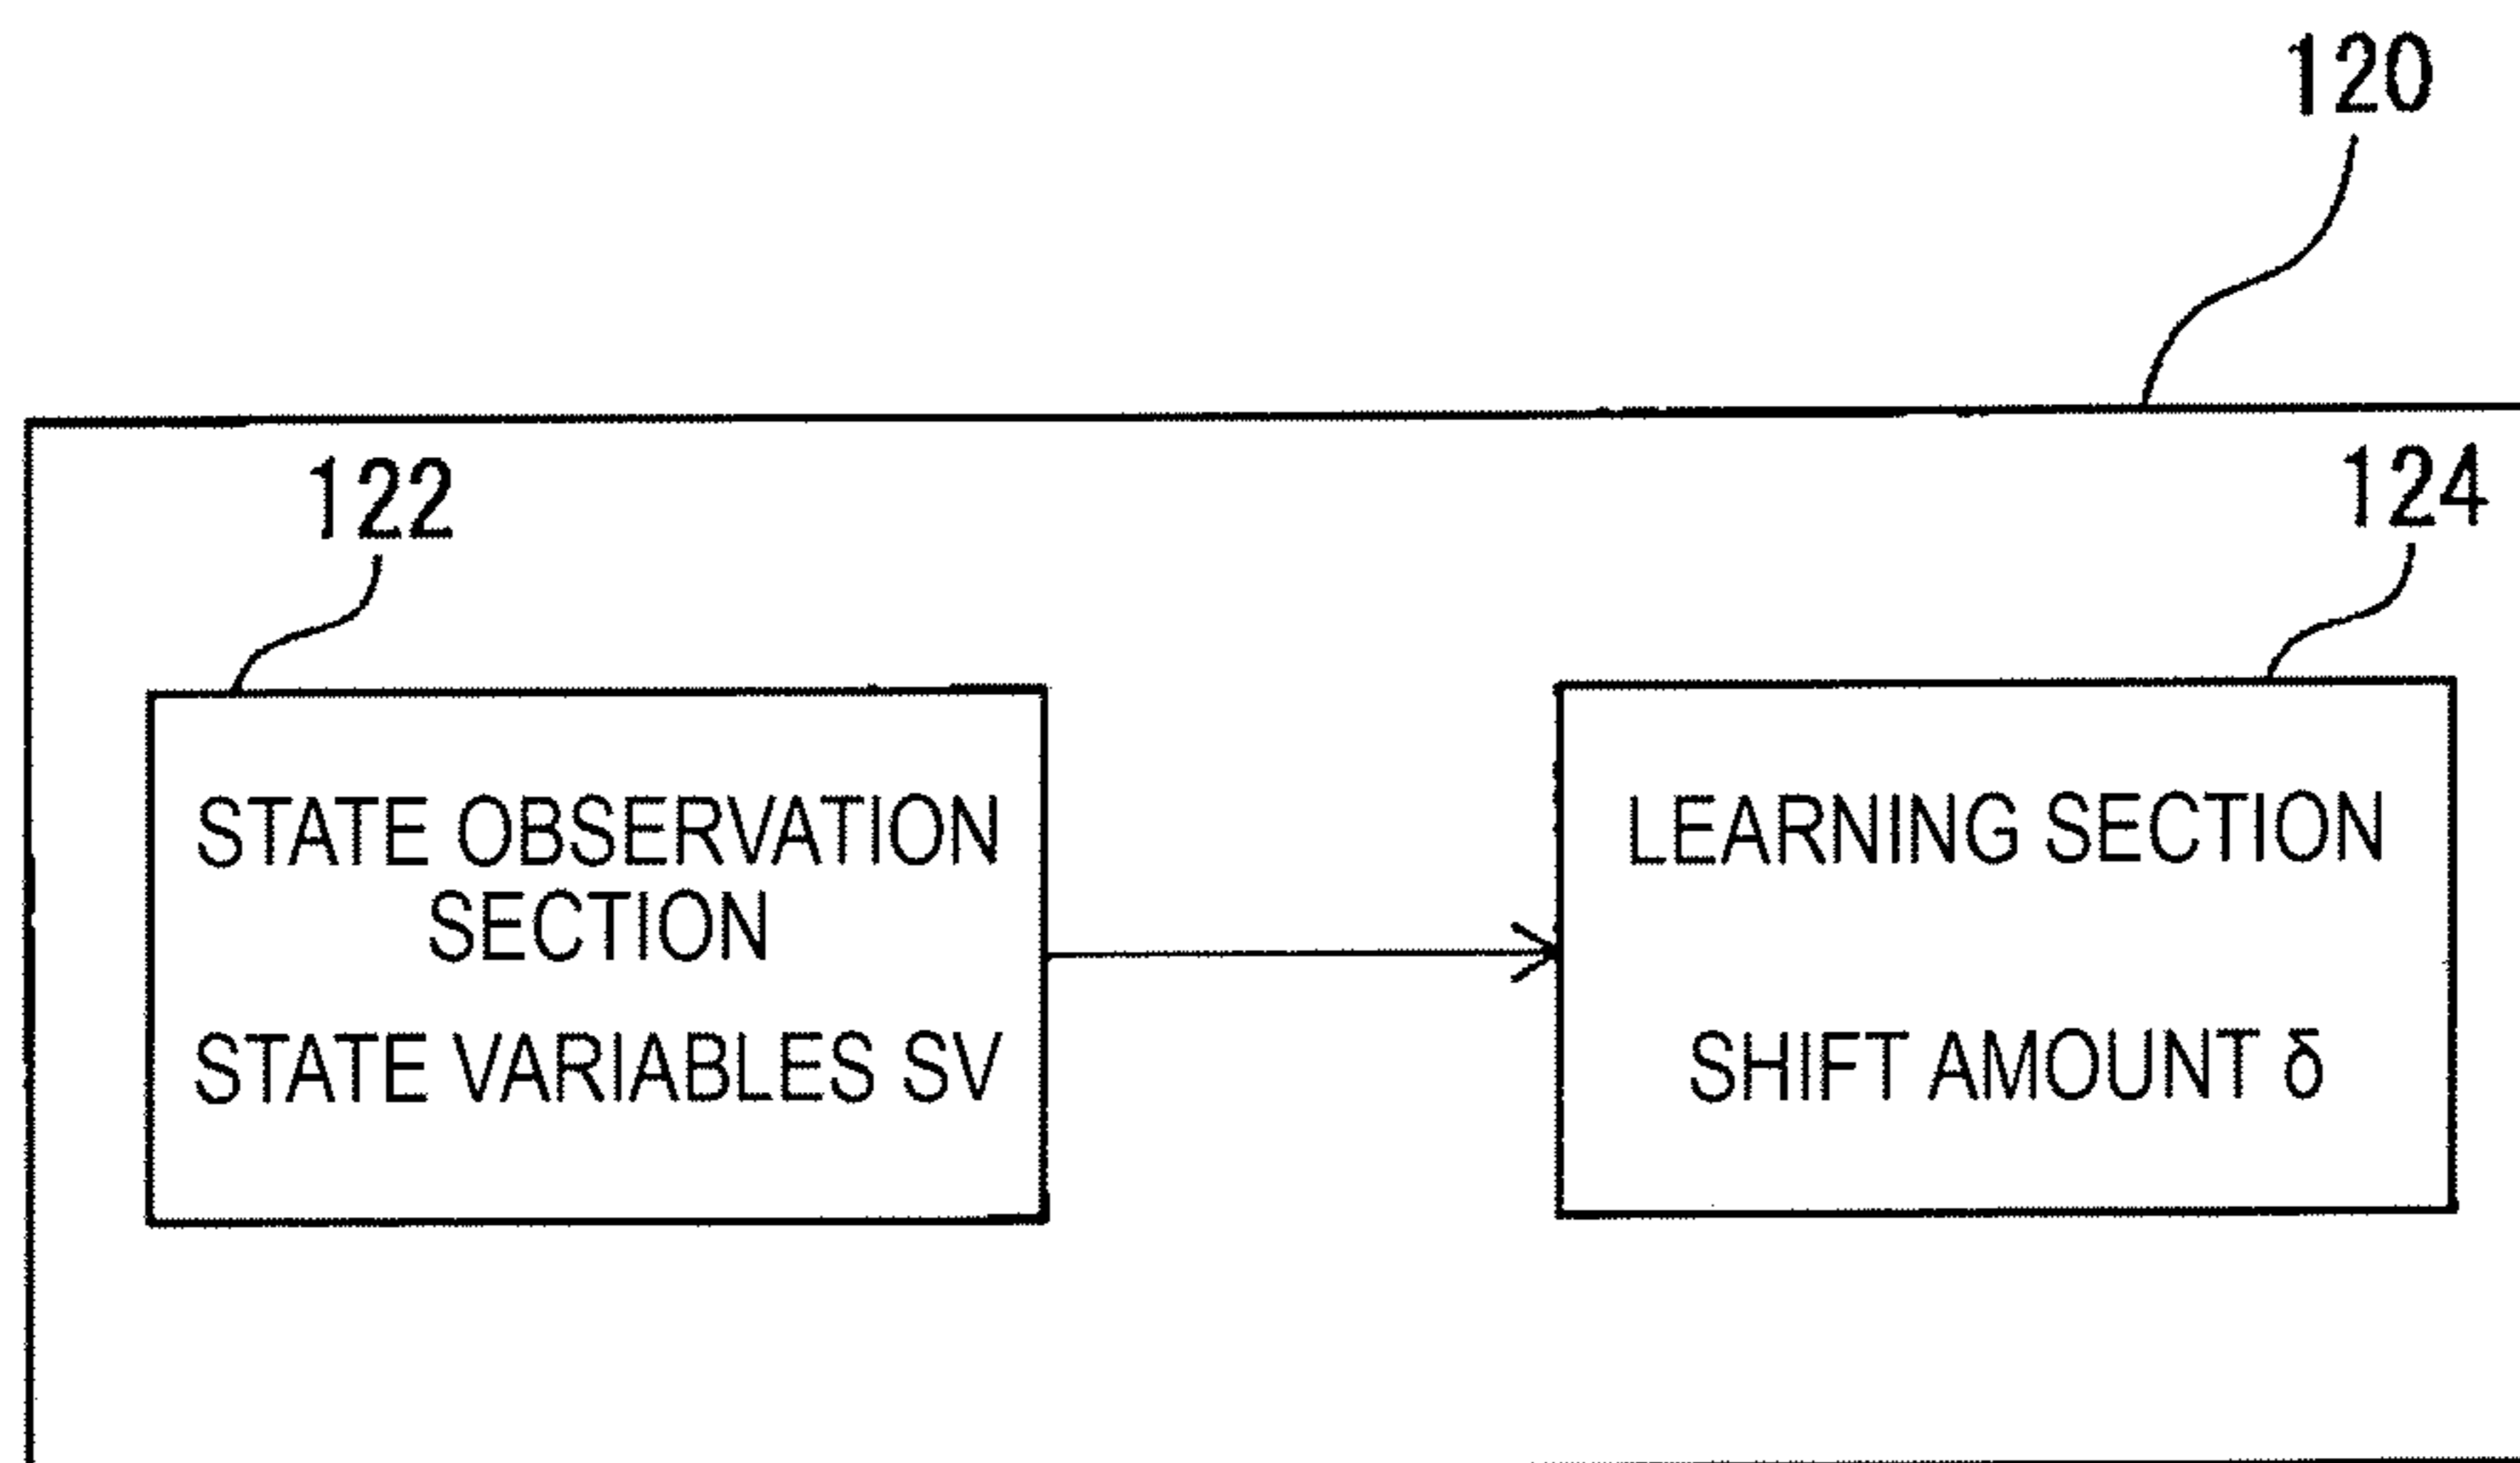 120
122
124
STATE OBSERVATION
SECTION
STATE VARIABLES SV
LEARNING SECTION
SHIFT AMOUNT δ